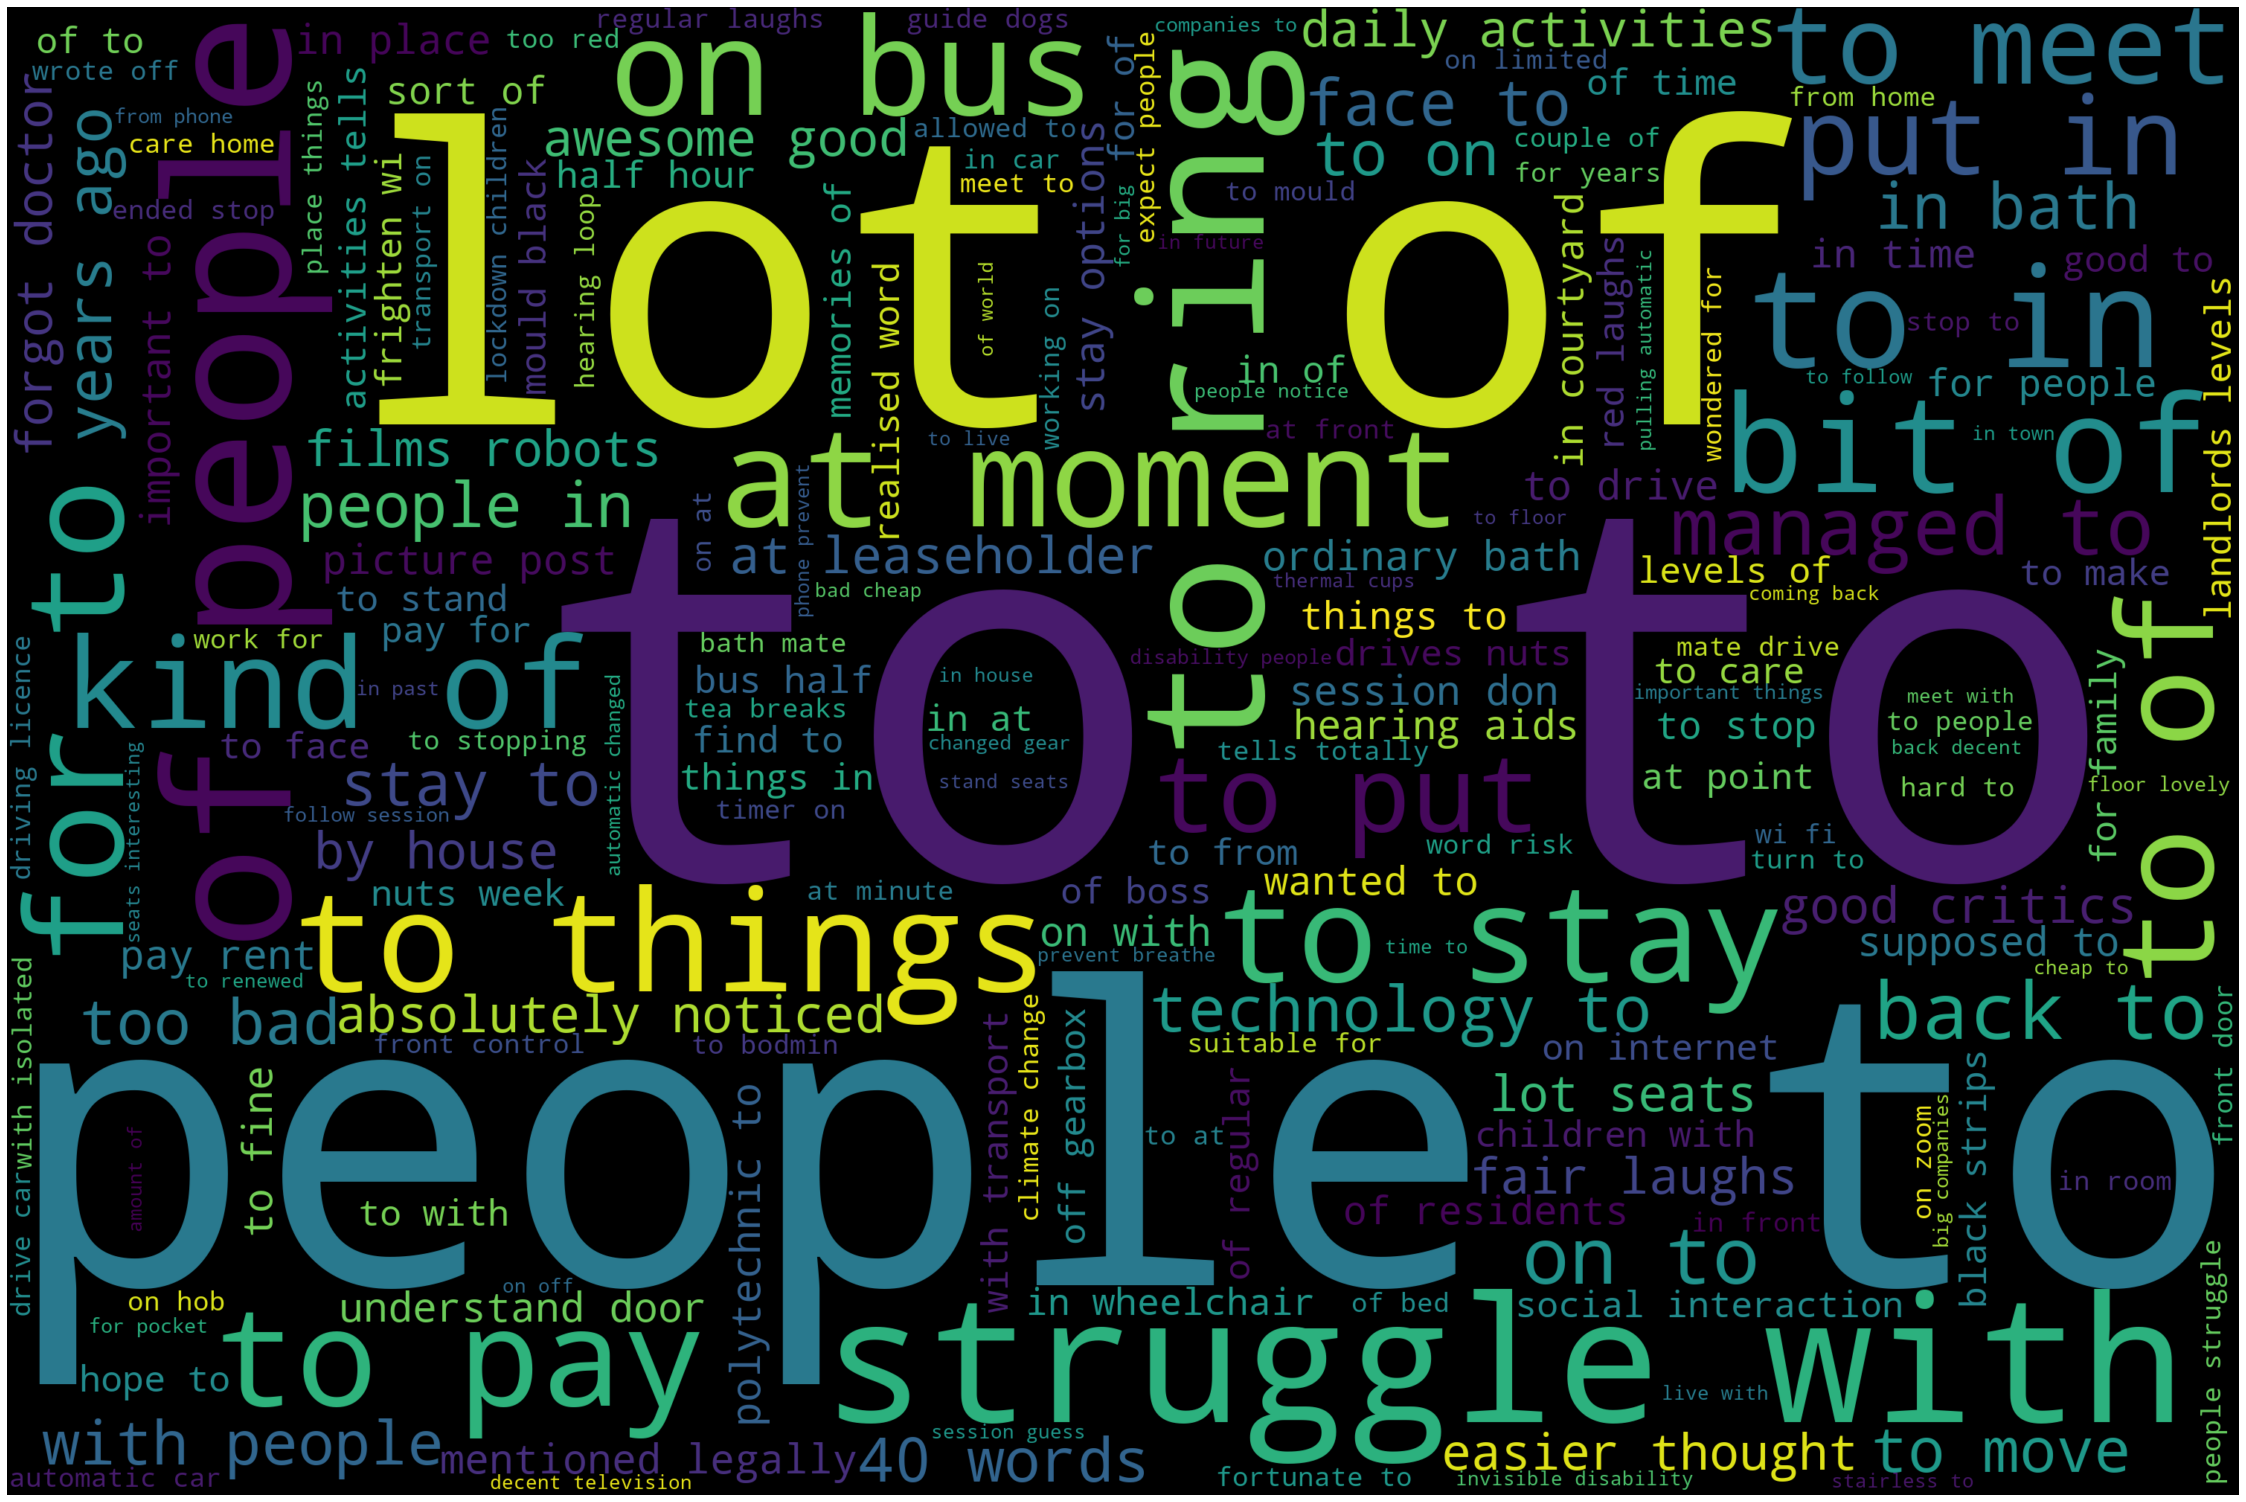 of to
in place
too red
regular laughs
guide dogs
companies to
daily activities
to meet
wrote off
sort of
on bus
for of
expect people
on limited
of time
from home
face to
put in
from phone
care home
awesome good
allowed to
to on
couple of
for years
half hour
in car
meet to
to mould
in bath
ended stop
forgot doctor
for to
years ago
important to
of people
place things
activities tells
frighten wi
transport on
lockdown children
mould black
hearing loop
lot of
memories of
realised word
of world
working on
stay options
for big
in future
to ring
in courtyard
red laughs
pulling automatic
wondered for
in time
good to
to in
stop to
landlords levels
in of
people notice
to follow
for people
at front
bit of
in town
to live
films robots
at moment
people in
to drive
managed to
to floor
picture post
on at
at leaseholder
phone prevent
ordinary bath
levels of
to make
thermal cups
bad cheap
coming back
to stand
things to
pay for
work for
kind of
to to
bath mate
disability people
drives nuts
mate drive
to care
in past
bus half
in house
session don
important things
meet with
tea breaks
in at
hearing aids
to stop
to people
for family
to of
driving licence
seats interesting
to face
to stopping
automatic changed
find to
changed gear
tells totally
back decent
stay to
things in
stand seats
to put
at point
hard to
floor lovely
follow session
timer on
by house
to from
word risk
wi fi
turn to
nuts week
at minute
of boss
wanted to
to things
on with
to stay
good critics
pay rent
time to
supposed to
to renewed
prevent breathe
cheap to
drive carwith isolated
too bad
absolutely noticed
technology to
back to
front door
front control
to bodmin
with transport
climate change
suitable for
on internet
people to
amount of
to fine
polytechnic to
off gearbox
to at
of regular
lot seats
children with
fair laughs
on zoom
big companies
black strips
in room
to with
of residents
in front
on to
people struggle
on hob
on off
understand door
in wheelchair
of bed
social interaction
for pocket
to pay
struggle with
hope to
live with
with people
session guess
mentioned legally
40 words
easier thought
to move
automatic car
decent television
fortunate to
invisible disability
stairless to